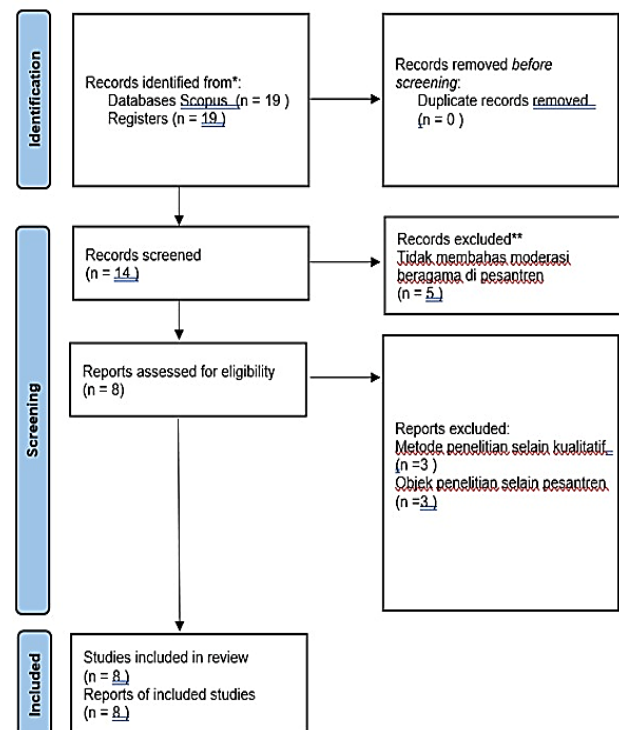 Identification
Records identified from*:
Databases Scopus (n = 19 )
Registers (n = 19 )
Records removed before
screening:
Duplicate records removed
(n = 0 )
Screening
Records screened
(n = 14 )
Records excluded**
Tidak membahas moderasi
beragama di pesantren
(n = 5 )
Reports assessed for eligibility
(n = 8)
Reports excluded:
Metode penelitian selain kualitatif
(n =3 )
Objek penelitian selain pesantren
(n =3 )
Included
Studies included in review
(n = 8 )
Reports of included studies
(n = 8 )